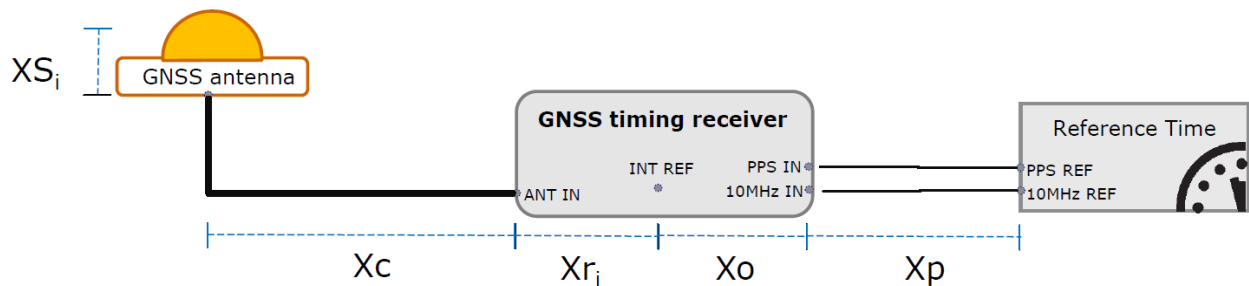 XSi
GNSS antenna
GNSS timing receiver
Reference Time
INT REF
PPS IN
PPS REF
ANT IN
10MHz IN
10MHz REF
Xc
Xri
Xo
Xp